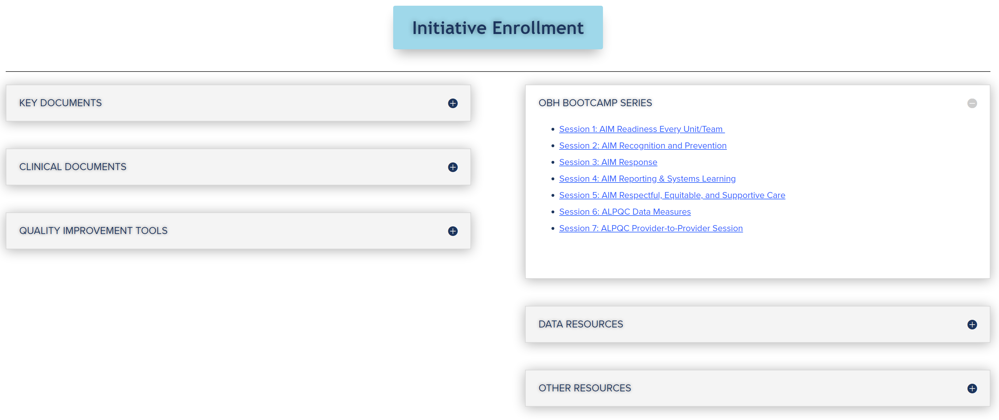 Initiative Enrollment
KEY DOCUMENTS
CLINICAL DOCUMENTS
QUALITY IMPROVEMENT TOOLS
OBH BOOTCAMP SERIES
Session 1: AIM Readiness Every Unit/Team
Session 2: AIM Recognition and Prevention
Session 3: AIM Response
Session 4: AIM Reporting & Systems Learning
Session 5: AIM Respectful, Equitable, and Supportive Care
Session 6: ALPQC Data Measures
Session 7: ALPQC Provider-to-Provider Session
DATA RESOURCES
OTHER RESOURCES